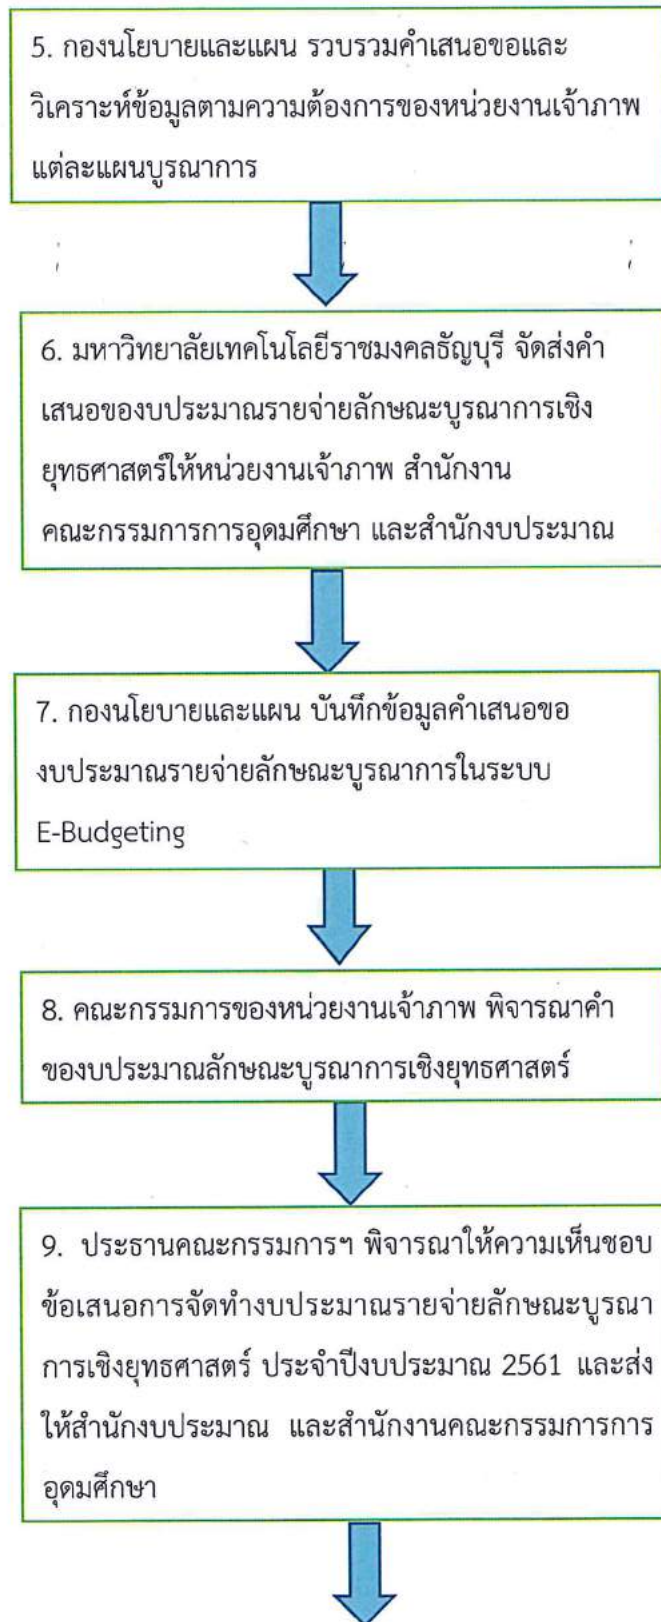 5. กองนโยบายและแผน รวบรวมคำเสนอขอและ
วิเคราะห์ข้อมูลตามความต้องการของหน่วยงานเจ้าภาพ
แต่ละแผนบูรณาการ
6. มหาวิทยาลัยเทคโนโลยีราชมงคลธัญบุรี จัดส่งคำ
เสนอของบประมาณรายจ่ายลักษณะบูรณาการเชิง
ยุทธศาสตร์ให้หน่วยงานเจ้าภาพ สำนักงาน
คณะกรรมการการอุดมศึกษา และสำนักงบประมาณ
7. กองนโยบายและแผน บันทึกข้อมูลคำเสนอขอ
งบประมาณรายจ่ายลักษณะบูรณาการในระบบ
E-Budgeting
8. คณะกรรมการของหน่วยงานเจ้าภาพ พิจารณาคำ
ของบประมาณลักษณะบูรณาการเชิงยุทธศาสตร์
9. ประธานคณะกรรมการฯ พิจารณาให้ความเห็นชอบ
ข้อเสนอการจัดทำงบประมาณรายจ่ายลักษณะบูรณา
การเชิงยุทธศาสตร์ ประจำปีงบประมาณ 2561 และส่ง
ให้สำนักงบประมาณ และสำนักงานคณะกรรมการการ
อุดมศึกษา